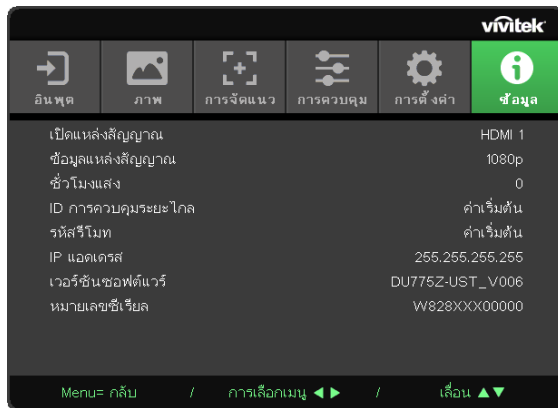 vivitek
อินพุต ภาพ การจัดแนว การควบคุม การตั้งค่า ข้อมูล
เปิดแหล่งสัญญาณ HDMI 1
ข้อมูลแหล่งสัญญาณ 1080p
ชั่วโมงแสง 0
ID การควบคุมระยะไกล ค่าเริ่มต้น
รหัสรีโมท ค่าเริ่มต้น
IP แอดเดรส 255.255.255.255
เวอร์ชันซอฟต์แวร์ DU775Z-UST_V006
หมายเลขซีเรียล W828XXX00000
Menu= กลับ / การเลือกเมนู ◀ ▶ / เลื่อน ▲ ▼